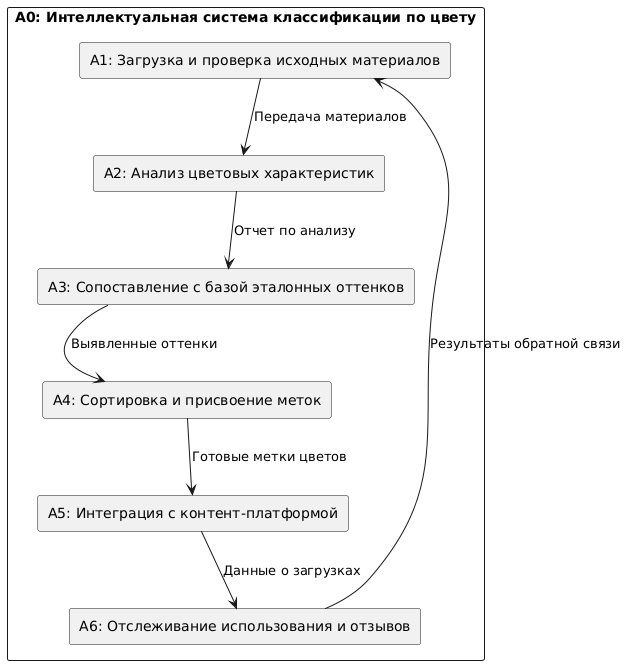 A0: Интеллектуальная система классификации по цвету
A1: Загрузка и проверка исходных материалов
Передача материалов
A2: Анализ цветовых характеристик
Отчет по анализу
A3: Сопоставление с базой эталонных оттенков
Выявленные оттенки
Результаты обратной связи
A4: Сортировка и присвоение меток
Готовые метки цветов
A5: Интеграция с контент-платформой
Данные о загрузках
A6: Отслеживание использования и отзывов